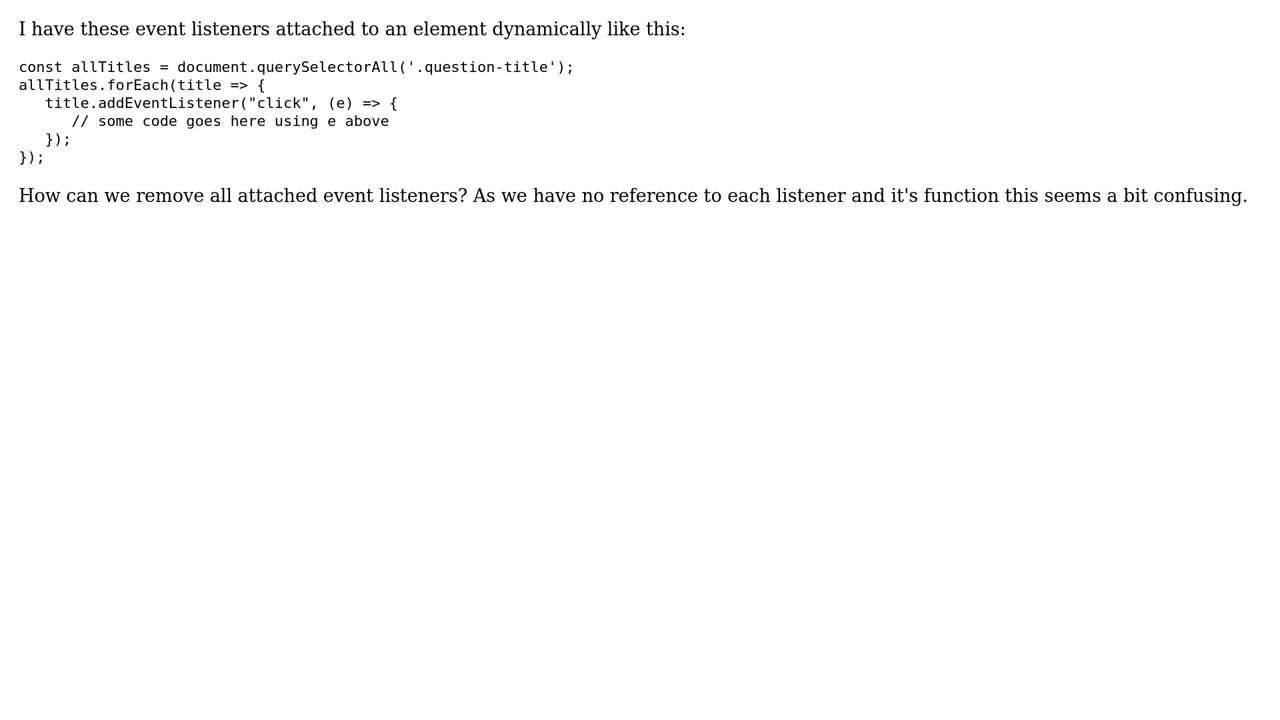 I have these event listeners attached to an element dynamically like this:
const allTitles = document.querySelectorAll('.question-title');
allTitles.forEach(title => {
   title.addEventListener("click", (e) => {
      // some code goes here using e above
   });
});
How can we remove all attached event listeners? As we have no reference to each listener and it's function this seems a bit confusing.